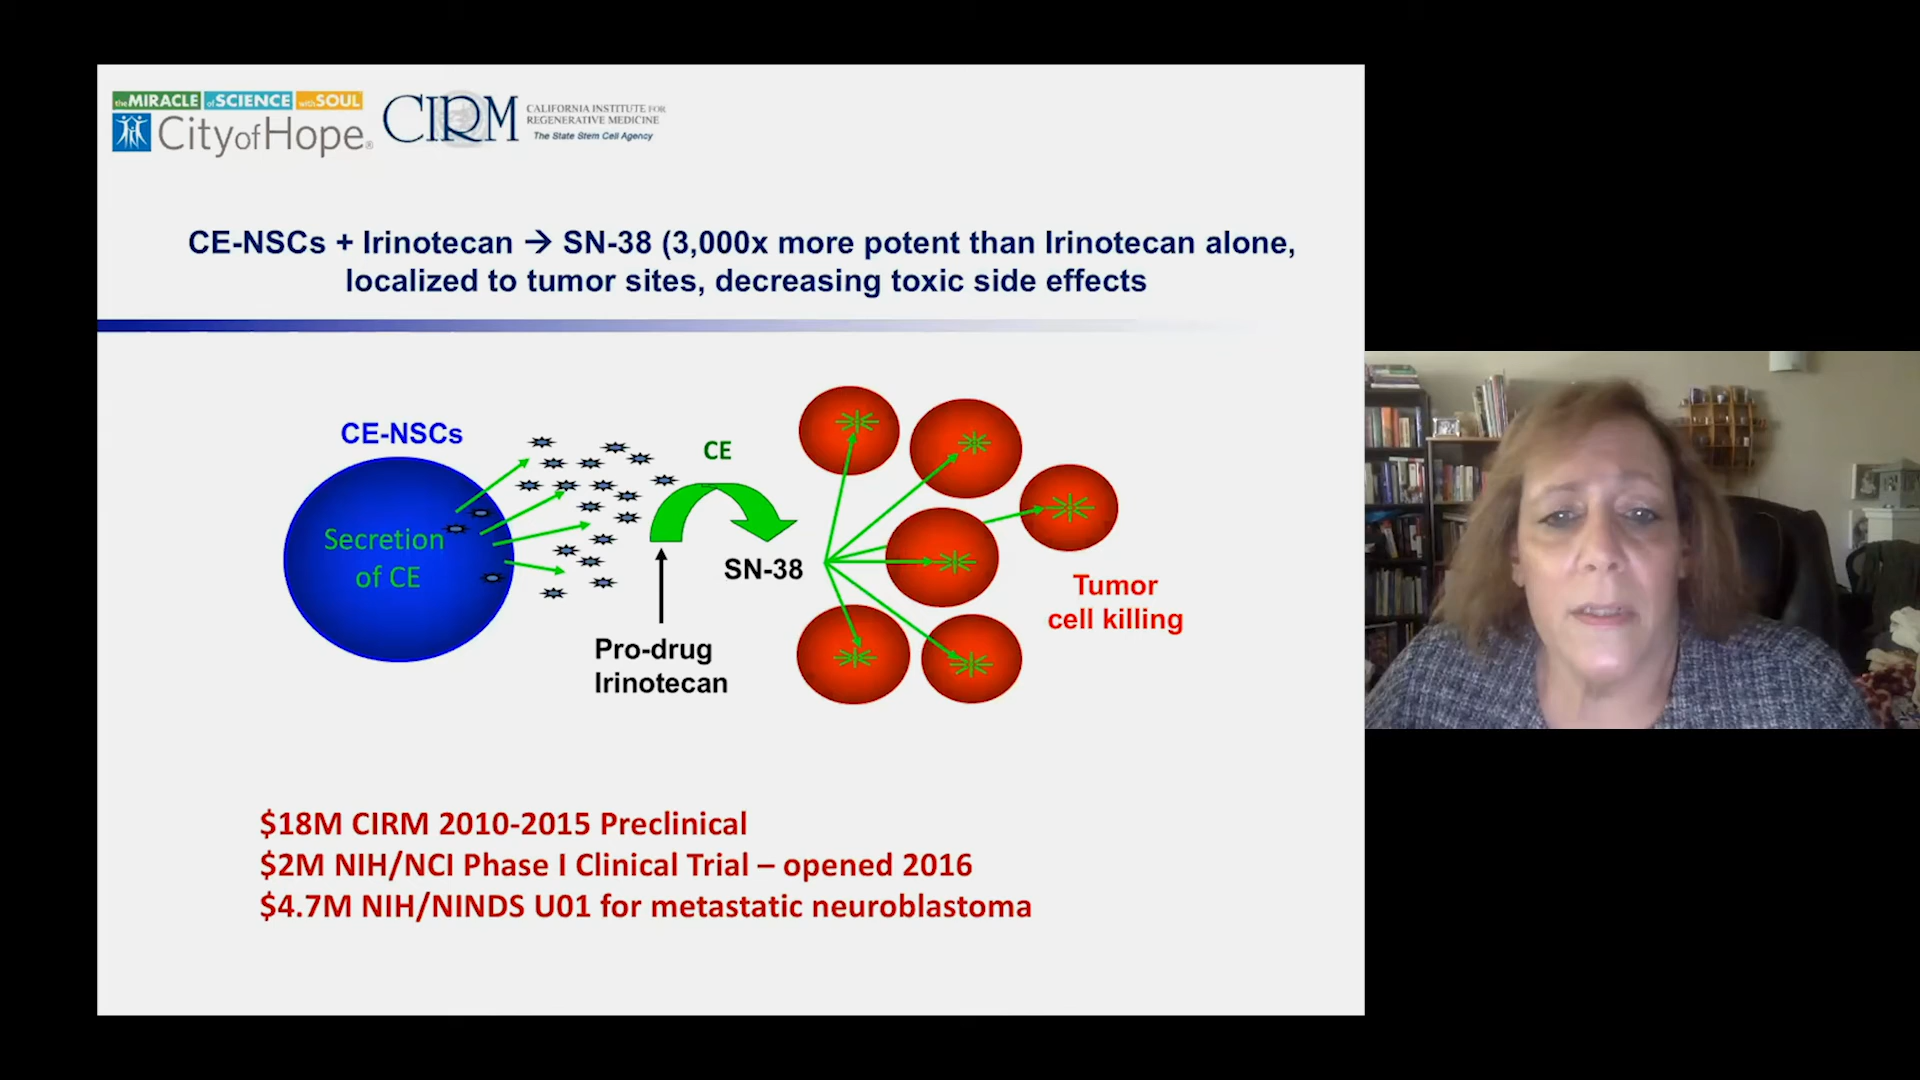 the MIRACLE of SCIENCE with SOUL
City of Hope®
CIRM
CALIFORNIA INSTITUTE FOR
REGENERATIVE MEDICINE
The State Stem Cell Agency
CE-NSCs + Irinotecan → SN-38 (3,000x more potent than Irinotecan alone,
localized to tumor sites, decreasing toxic side effects
CE-NSCs
CE
Secretion
of CE
SN-38
Tumor
cell killing
Pro-drug
Irinotecan
$18M CIRM 2010-2015 Preclinical
$2M NIH/NCI Phase I Clinical Trial – opened 2016
$4.7M NIH/NINDS U01 for metastatic neuroblastoma